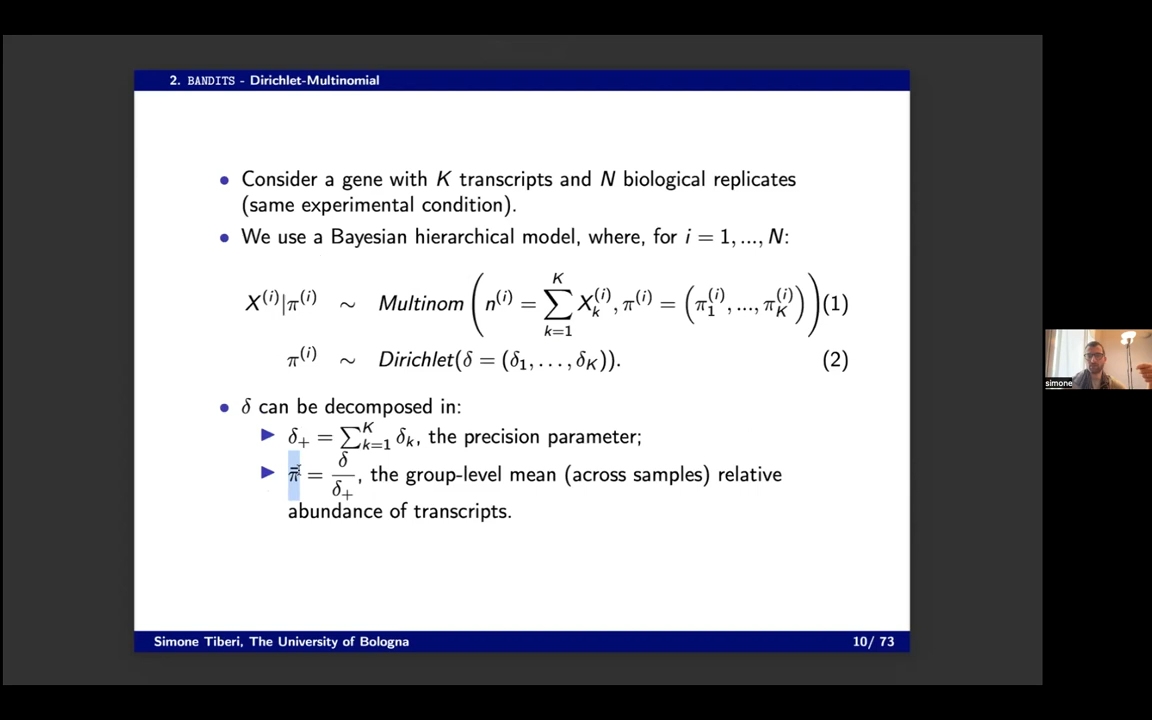 2. BANDITS - Dirichlet-Multinomial
• Consider a gene with K transcripts and N biological replicates
(same experimental condition).
• We use a Bayesian hierarchical model, where, for i = 1, ..., N:
X^(i)|π^(i) ∼ Multinom ( n^(i) = ∑_{k=1}^{K} X_k^(i), π^(i) = ( π_1^(i), ..., π_K^(i) ) ) (1)
π^(i) ∼ Dirichlet(δ = (δ_1, . . . , δ_K)). (2)
• δ can be decomposed in:
▶ δ_+ = ∑_{k=1}^{K} δ_k, the precision parameter;
▶ π̄ = δ/δ_+, the group-level mean (across samples) relative
abundance of transcripts.
Simone Tiberi, The University of Bologna 10/ 73
simone